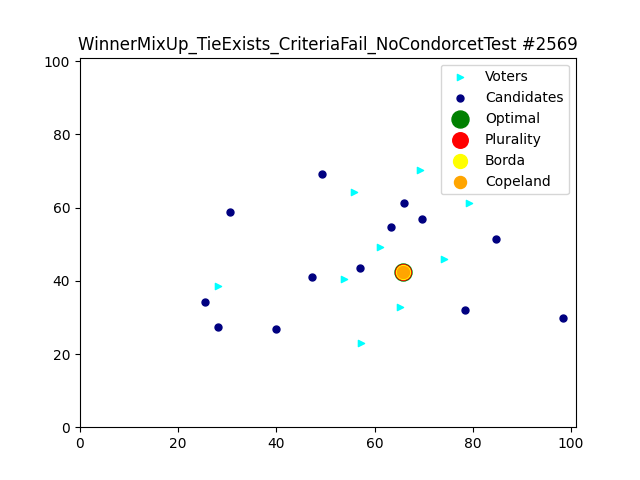 WinnerMixUp_TieExists_CriteriaFail_NoCondorcetTest #2569
Voters
Candidates
Optimal
Plurality
Borda
Copeland
100
80
60
40
20
0
0 20 40 60 80 100